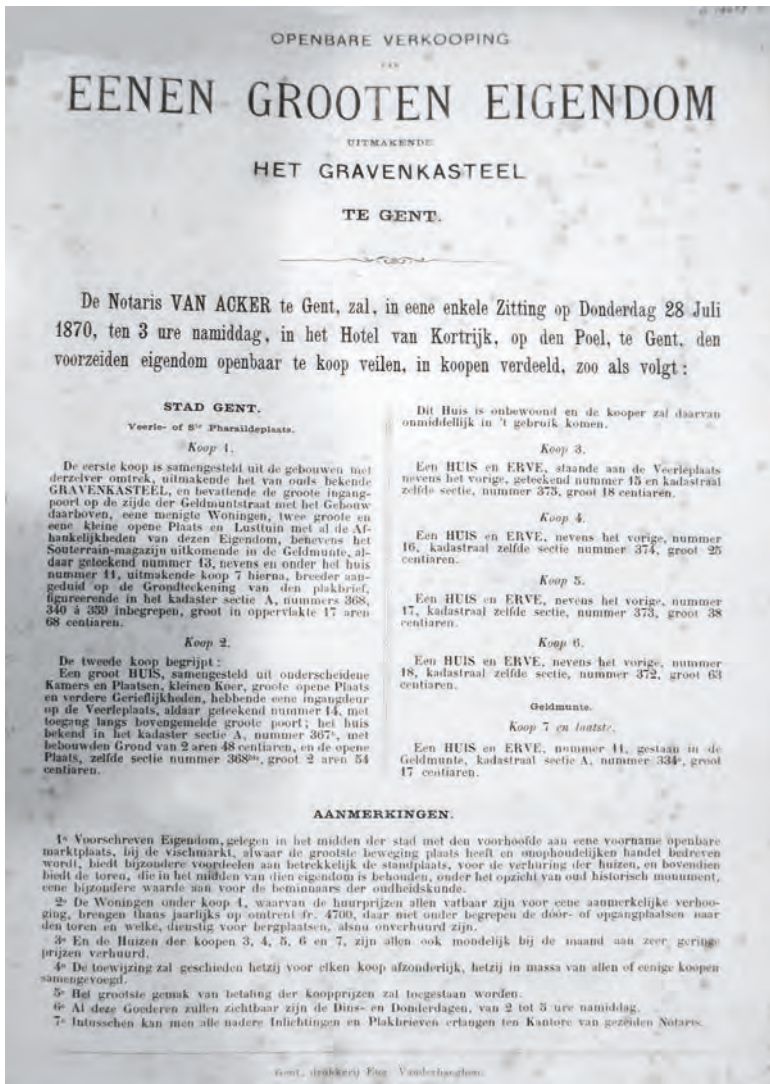 OPENBARE VERKOOPING
VAN
EENEN GROOTEN EIGENDOM
UITMAKENDE
HET GRAVENKASTEEL
TE GENT.
De Notaris VAN ACKER te Gent, zal, in eene enkele Zitting op Donderdag 28 Juli
1870, ten 3 ure namiddag, in het Hotel van Kortrijk, op den Poel, te Gent, den
voorzeiden eigendom openbaar te koop veilen, in koopen verdeeld, zoo als volgt :
STAD GENT.
Veerle- of Ste Pharaïldeplaats.
Koop 1.
De eerste koop is samengesteld uit de gebouwen met
derzelver omtrek, uitmakende het van ouds bekende
GRAVENKASTEEL, en bevattende de groote ingang-
poort op de zijde der Geldmuntstraat met het Gebouw
daarboven, eene menigte Woningen, twee groote en
eene kleine opene Plaats en Lusttuin met al de Af-
hankelijkheden van dezen Eigendom, benevens het
Souterrain-magazijn uitkomende in de Geldmunte, al-
daar geteekend nummer 13, nevens en onder het huis
nummer 11, uitmakende koop 7 hierna, breeder aan-
geduid op de Grondteekening van den plakbrief,
figureerende in het kadaster sectie A, nummers 368,
340 à 359 inbegrepen, groot in oppervlakte 17 aren
68 centiaren.
Koop 2.
De tweede koop begrijpt :
Een groot HUIS, samengesteld uit onderscheidene
Kamers en Plaatsen, kleinen Koer, groote opene Plaats
en verdere Gerieflijkheden, hebbende eene ingangdeur
op de Veerleplaats, aldaar geteekend nummer 14, met
toegang langs bovengemelde groote poort ; het huis
bekend in het kadaster sectie A, nummer 367, met
bebouwden Grond van 2 aren 48 centiaren, en de opene
Plaats, zelfde sectie nummer 368bis, groot 2 aren 54
centiaren.
Dit Huis is onbewoond en de kooper zal daarvan
onmiddellijk in 't gebruik komen.
Koop 3.
Een HUIS en ERVE, staande aan de Veerleplaats
nevens het vorige, geteekend nummer 15 en kadastraal
zelfde sectie, nummer 375, groot 18 centiaren.
Koop 4.
Een HUIS en ERVE, nevens het vorige, nummer
16, kadastraal zelfde sectie nummer 374, groot 25
centiaren.
Koop 5.
Een HUIS en ERVE, nevens het vorige, nummer
17, kadastraal zelfde sectie, nummer 373, groot 38
centiaren.
Koop 6.
Een HUIS en ERVE, nevens het vorige, nummer
18, kadastraal zelfde sectie, nummer 372, groot 63
centiaren.
Geldmunte.
Koop 7 en laatste.
Een HUIS en ERVE, nummer 11, gestaan in de
Geldmunte, kadastraal sectie A, nummer 334, groot
17 centiaren.
AANMERKINGEN.
1° Voorschreven Eigendom, gelegen in het midden der stad met den voorhoofde aan eene voorname openbare
marktplaats, bij de vischmarkt, alwaar de grootste beweging plaats heeft en onophoudelijken handel bedreven
wordt, biedt bijzondere voordeelen aan betrekkelijk de standplaats, voor de verhuring der huizen, en bovendien
biedt de toren, die in het midden van dien eigendom is behouden, onder het opzicht van oud historisch monument,
eene bijzondere waarde aan voor de beminnaars der oudheidskunde.
2° De Woningen onder koop 1, waarvan de huurprijzen allen vatbaar zijn voor eene aanmerkelijke verhoo-
ging, brengen thans jaarlijks op omtrent fr. 4700, daar niet onder begrepen de door- of opgangplaatsen naar
den toren en welke, dienstig voor bergplaatsen, alsnu onverhuurd zijn.
3° En de Huizen der koopen 3, 4, 5, 6 en 7, zijn allen ook mondelijk bij de maand aan zeer geringe
prijzen verhuurd.
4° De toewijzing zal geschieden hetzij voor elken koop afzonderlijk, hetzij in massa van allen of eenige koopen
samengevoegd.
5° Het grootste gemak van betaling der koopprijzen zal toegestaan worden.
6° Al deze Goederen zullen zichtbaar zijn de Dins- en Donderdagen, van 2 tot 5 ure namiddag.
7° Intusschen kan men alle nadere Inlichtingen en Plakbrieven erlangen ten Kantore van gezeiden Notaris.
Gent, drukkerij Eug. Vanderhaeghen.